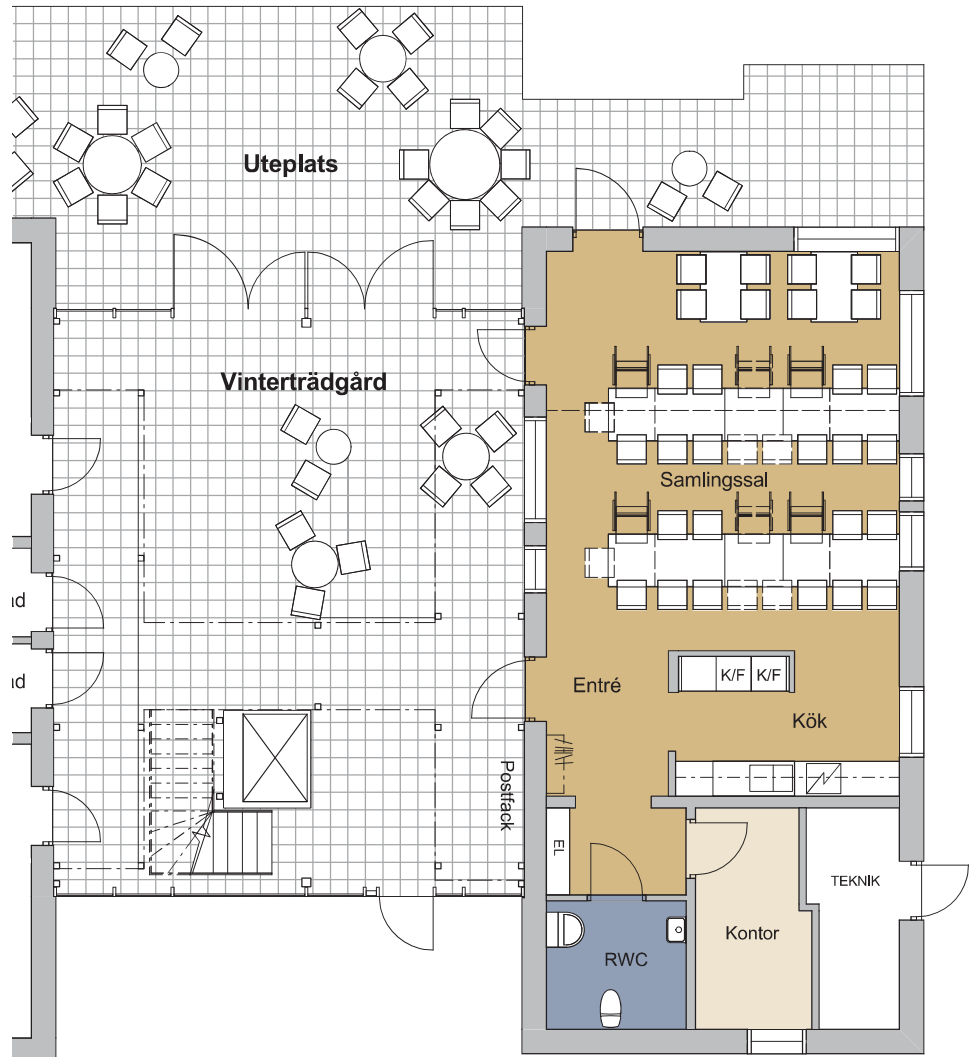 Uteplats
Vinterträdgård
Samlingssal
nd
Entré
K/F K/F
nd
Kök
Postfack
EL
TEKNIK
Kontor
RWC